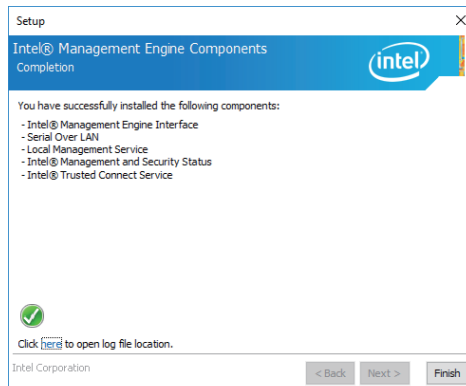 Setup
Intel® Management Engine Components
Completion
intel
You have successfully installed the following components:
- Intel® Management Engine Interface
- Serial Over LAN
- Local Management Service
- Intel® Management and Security Status
- Intel® Trusted Connect Service
Click here to open log file location.
Intel Corporation
< Back Next > Finish